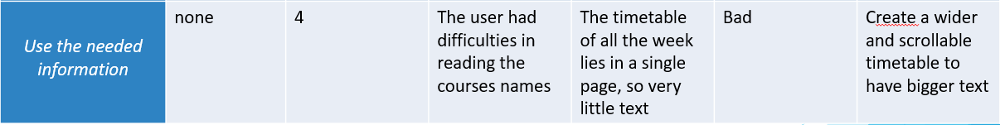 Use the needed
information
none
4
The user had
difficulties in
reading the
courses names
The timetable
of all the week
lies in a single
page, so very
little text
Bad
Create a wider
and scrollable
timetable to
have bigger text